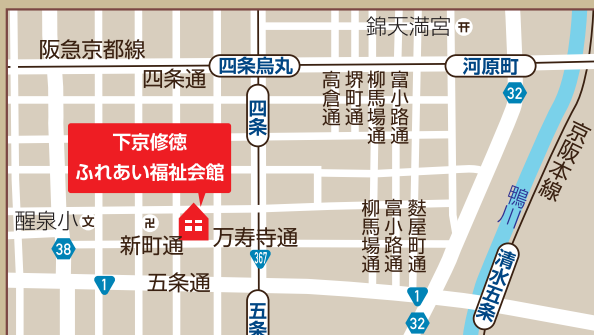 錦天満宮
阪急京都線
四条烏丸
河原町
四条通
高倉通
堺町通
柳馬場通
富小路通
32
四条
京阪本線
下京修徳
ふれあい福祉会館
鴨川
醒泉小
文
新町通
万寿寺通
柳馬場通
富小路通
麩屋町通
38
367
清水五条
1
五条通
1
32
五条